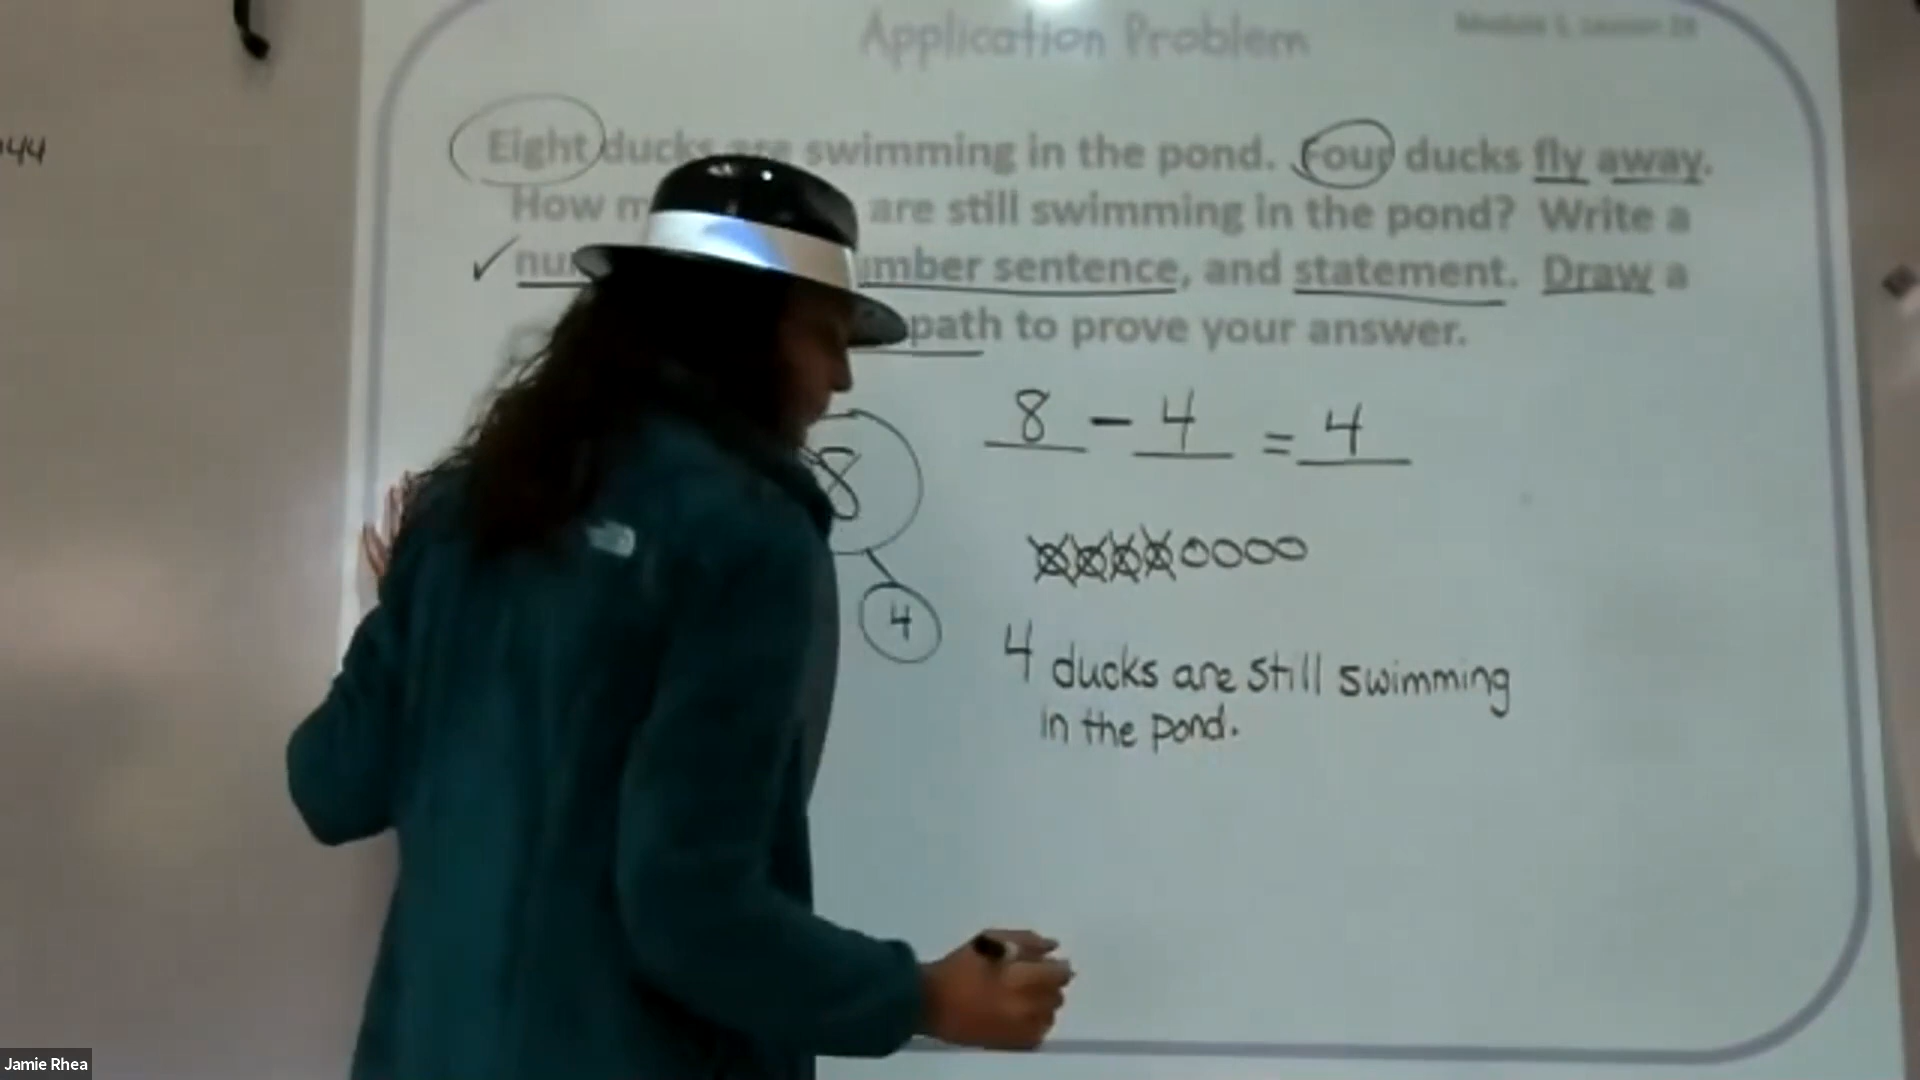 Application Problem
Eight ducks are swimming in the pond. Four ducks fly away.
How are still swimming in the pond? Write a
sentence, and statement. Draw a
path to prove your answer.
44
8 - 4 = 4
8
4
4 ducks are still swimming
in the pond.
Jamie Rhea